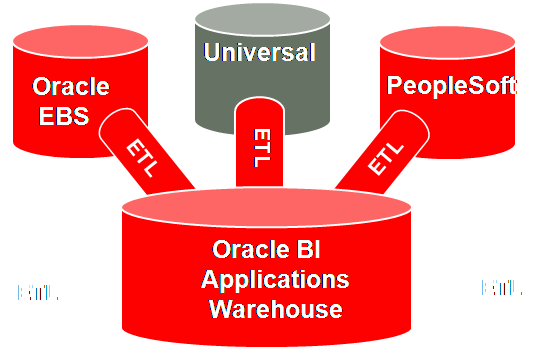 Oracle
EBS
Universal
PeopleSoft
ETL
ETL
ETL
Oracle BI
Applications
Warehouse